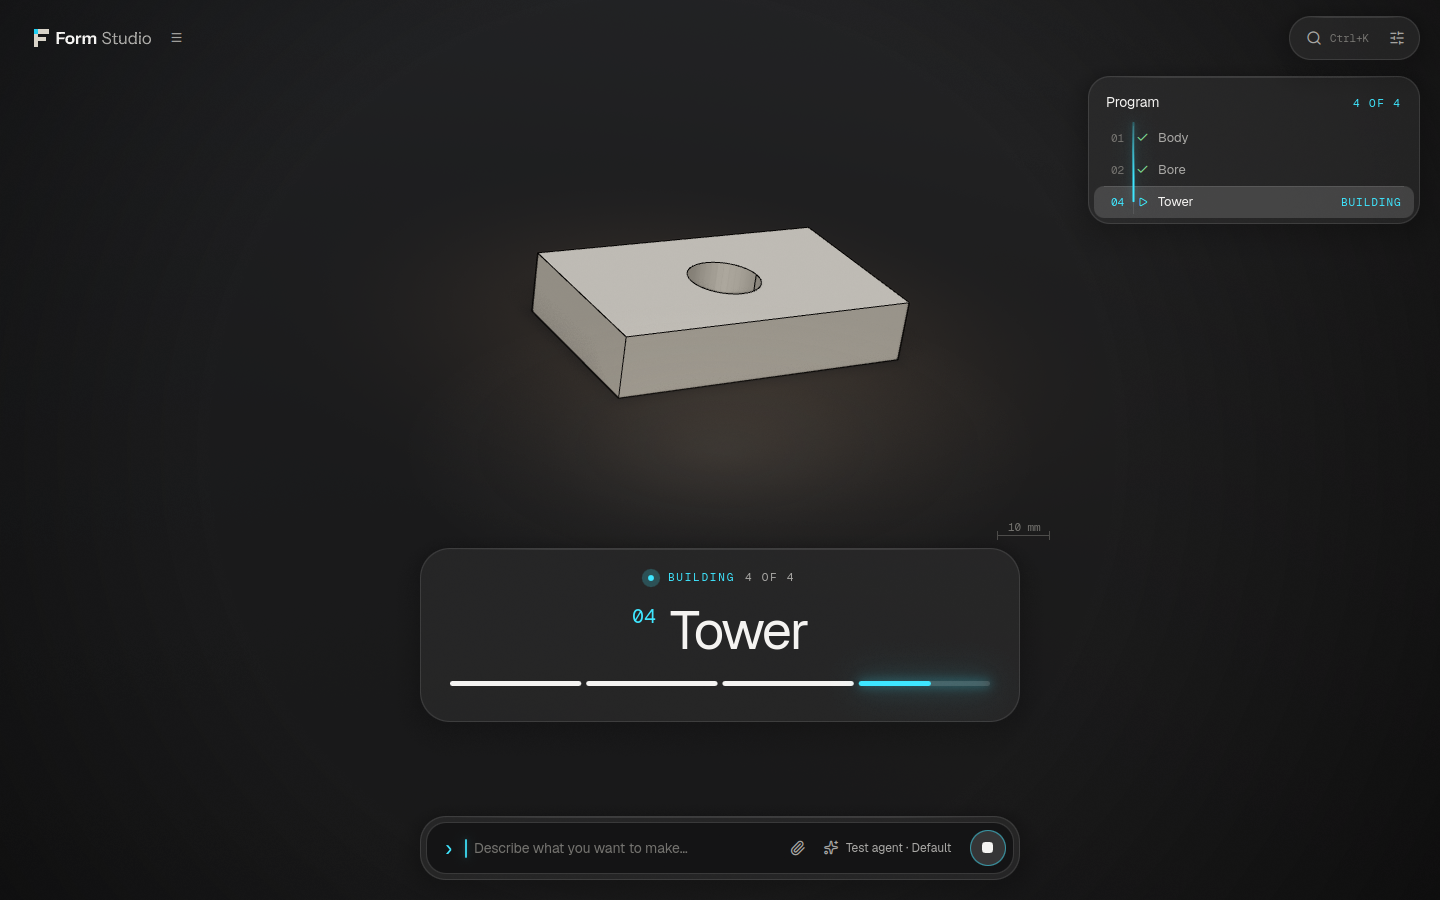 Form Studio
Ctrl+K
Program 4 OF 4
01 Body
02 Bore
04 Tower BUILDING
10 mm
BUILDING 4 OF 4
04 Tower
Describe what you want to make…
Test agent · Default